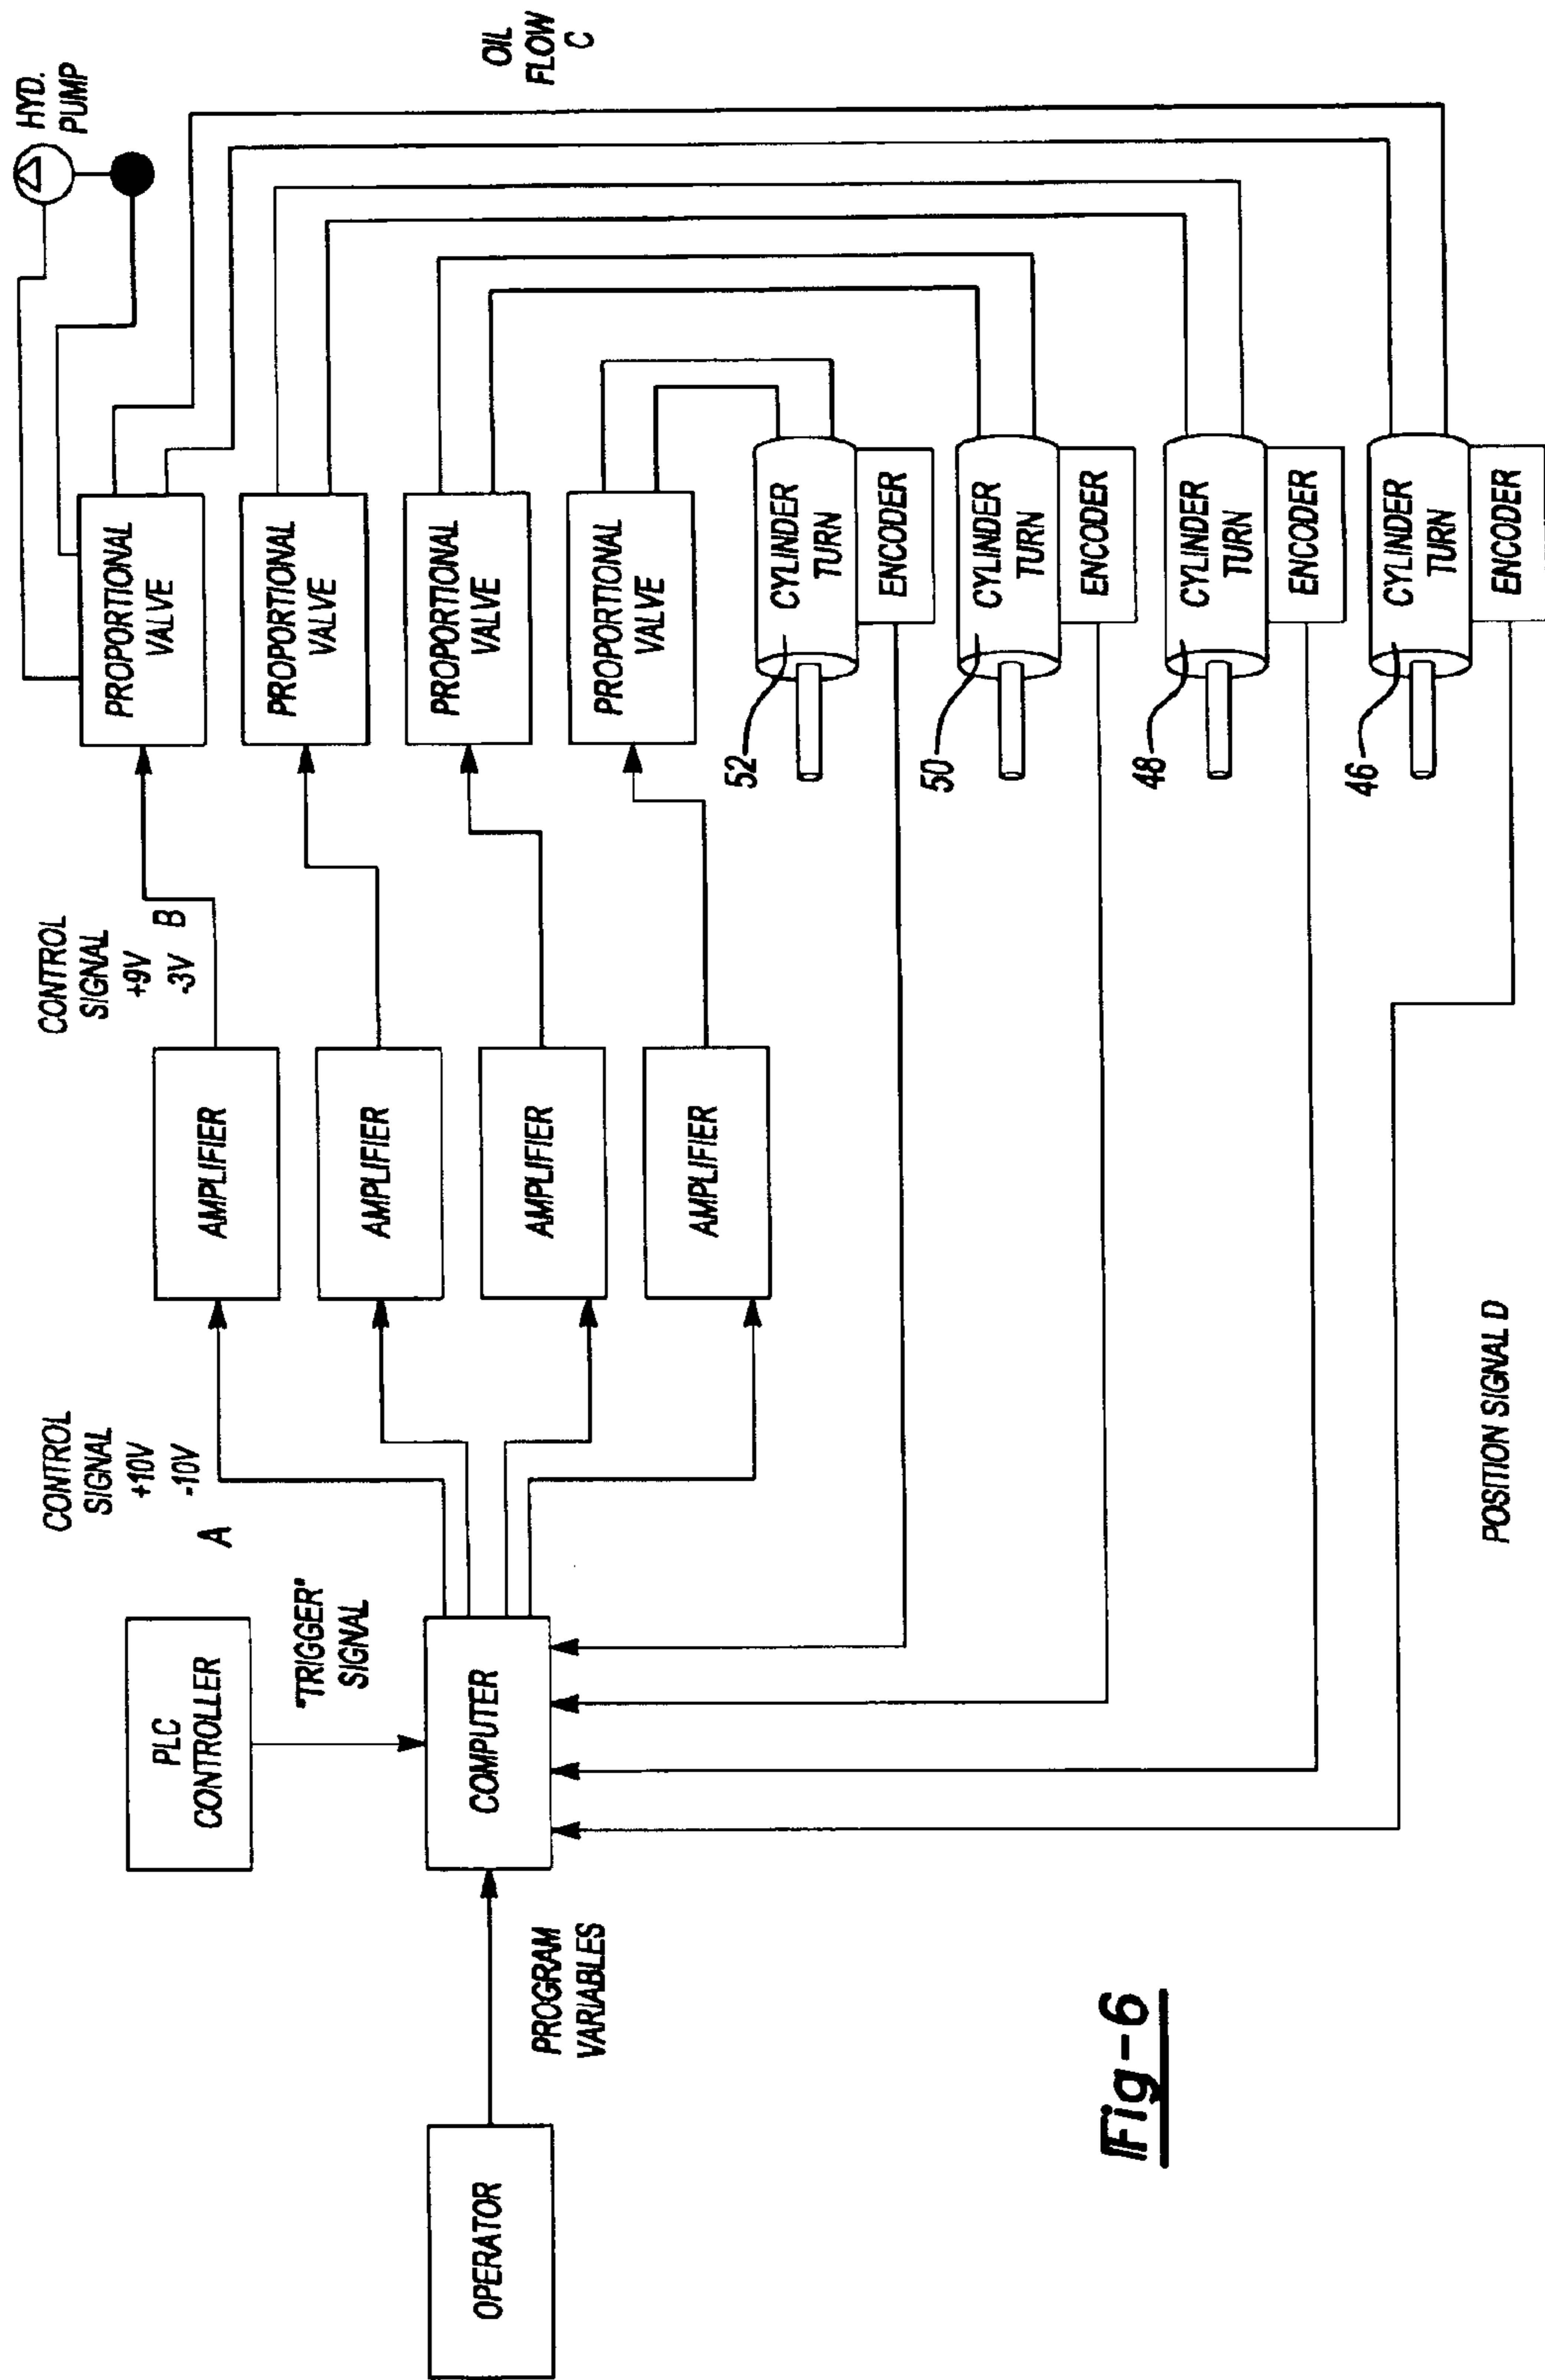 HYD.
PUMP
OIL
FLOW
C
CONTROL
SIGNAL
+10V
-10V
A
CONTROL
SIGNAL
+9V
-3V B
PLC
CONTROLLER
"TRIGGER"
SIGNAL
AMPLIFIER
PROPORTIONAL
VALVE
AMPLIFIER
PROPORTIONAL
VALVE
AMPLIFIER
PROPORTIONAL
VALVE
AMPLIFIER
PROPORTIONAL
VALVE
OPERATOR
PROGRAM
VARIABLES
COMPUTER
52
CYLINDER
TURN
ENCODER
50
CYLINDER
TURN
ENCODER
48
CYLINDER
TURN
ENCODER
46
CYLINDER
TURN
ENCODER
POSITION SIGNAL D
Fig-6